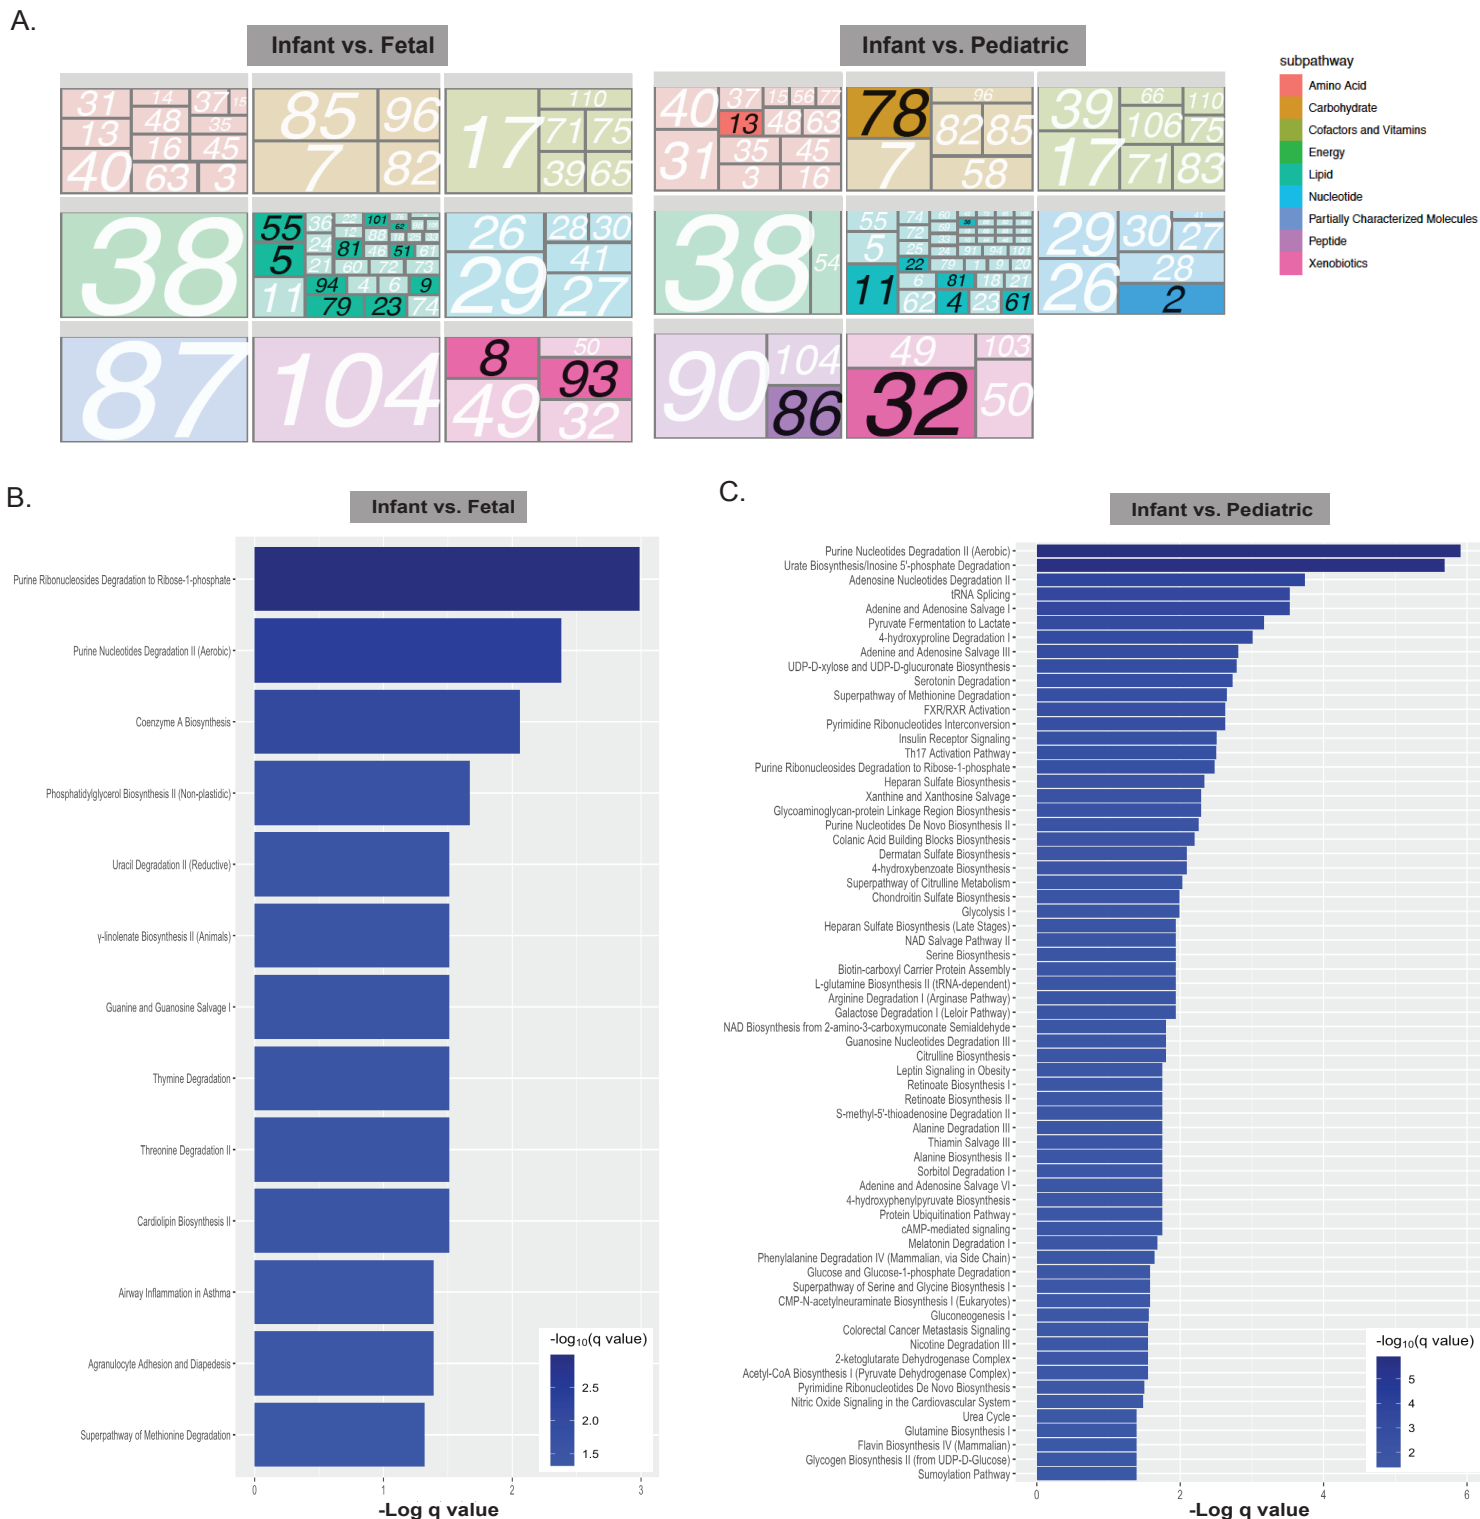 A.
Infant vs. Fetal
Infant vs. Pediatric
subpathway
Amino Acid
Carbohydrate
Cofactors and Vitamins
Energy
Lipid
Nucleotide
Partially Characterized Molecules
Peptide
Xenobiotics
31 14 37 15
13 48 35
16 45
40 63 3
85 96
7 82
17 110
71 75
39 65
38
55 36 22 101
62
12 88
5 24 81 46 51 61
21 60 72 73
11 94 4 6 9
79 23 74
26 28 30
41
29 27
87
104
8 50
93
49 32
40 37 15 56 77
13 48 63
31 35 45
3 16
78 96
82 85
7 58
39 66 110
106 75
17 71 83
38 54
55 74
5 72
22
11 6 81 18 21
62 4 23 61
29 30 27
28
26 2
90 104
86
49 103
32 50
B.
Infant vs. Fetal
Purine Ribonucleosides Degradation to Ribose-1-phosphate
Purine Nucleotides Degradation II (Aerobic)
Coenzyme A Biosynthesis
Phosphatidylglycerol Biosynthesis II (Non-plastidic)
Uracil Degradation II (Reductive)
γ-linolenate Biosynthesis II (Animals)
Guanine and Guanosine Salvage I
Thymine Degradation
Threonine Degradation II
Cardiolipin Biosynthesis II
Airway Inflammation in Asthma
Agranulocyte Adhesion and Diapedesis
Superpathway of Methionine Degradation
-log₁₀(q value)
2.5
2.0
1.5
0 1 2 3
-Log q value
C.
Infant vs. Pediatric
Purine Nucleotides Degradation II (Aerobic)
Urate Biosynthesis/Inosine 5'-phosphate Degradation
Adenosine Nucleotides Degradation II
tRNA Splicing
Adenine and Adenosine Salvage I
Pyruvate Fermentation to Lactate
4-hydroxyproline Degradation I
Adenine and Adenosine Salvage III
UDP-D-xylose and UDP-D-glucuronate Biosynthesis
Serotonin Degradation
Superpathway of Methionine Degradation
FXR/RXR Activation
Pyrimidine Ribonucleotides Interconversion
Insulin Receptor Signaling
Th17 Activation Pathway
Purine Ribonucleosides Degradation to Ribose-1-phosphate
Heparan Sulfate Biosynthesis
Xanthine and Xanthosine Salvage
Glycoaminoglycan-protein Linkage Region Biosynthesis
Purine Nucleotides De Novo Biosynthesis II
Colanic Acid Building Blocks Biosynthesis
Dermatan Sulfate Biosynthesis
4-hydroxybenzoate Biosynthesis
Superpathway of Citrulline Metabolism
Chondroitin Sulfate Biosynthesis
Glycolysis I
Heparan Sulfate Biosynthesis (Late Stages)
NAD Salvage Pathway II
Serine Biosynthesis
Biotin-carboxyl Carrier Protein Assembly
L-glutamine Biosynthesis II (tRNA-dependent)
Arginine Degradation I (Arginase Pathway)
Galactose Degradation I (Leloir Pathway)
NAD Biosynthesis from 2-amino-3-carboxymuconate Semialdehyde
Guanosine Nucleotides Degradation III
Citrulline Biosynthesis
Leptin Signaling in Obesity
Retinoate Biosynthesis I
Retinoate Biosynthesis II
S-methyl-5'-thioadenosine Degradation II
Alanine Degradation III
Thiamin Salvage III
Alanine Biosynthesis II
Sorbitol Degradation I
Adenine and Adenosine Salvage VI
4-hydroxyphenylpyruvate Biosynthesis
Protein Ubiquitination Pathway
cAMP-mediated signaling
Melatonin Degradation I
Phenylalanine Degradation IV (Mammalian, via Side Chain)
Glucose and Glucose-1-phosphate Degradation
Superpathway of Serine and Glycine Biosynthesis I
CMP-N-acetylneuraminate Biosynthesis I (Eukaryotes)
Gluconeogenesis I
Colorectal Cancer Metastasis Signaling
Nicotine Degradation III
2-ketoglutarate Dehydrogenase Complex
Acetyl-CoA Biosynthesis I (Pyruvate Dehydrogenase Complex)
Pyrimidine Ribonucleotides De Novo Biosynthesis
Nitric Oxide Signaling in the Cardiovascular System
Urea Cycle
Glutamine Biosynthesis I
Flavin Biosynthesis IV (Mammalian)
Glycogen Biosynthesis II (from UDP-D-Glucose)
Sumoylation Pathway
-log₁₀(q value)
5
4
3
2
0 2 4 6
-Log q value